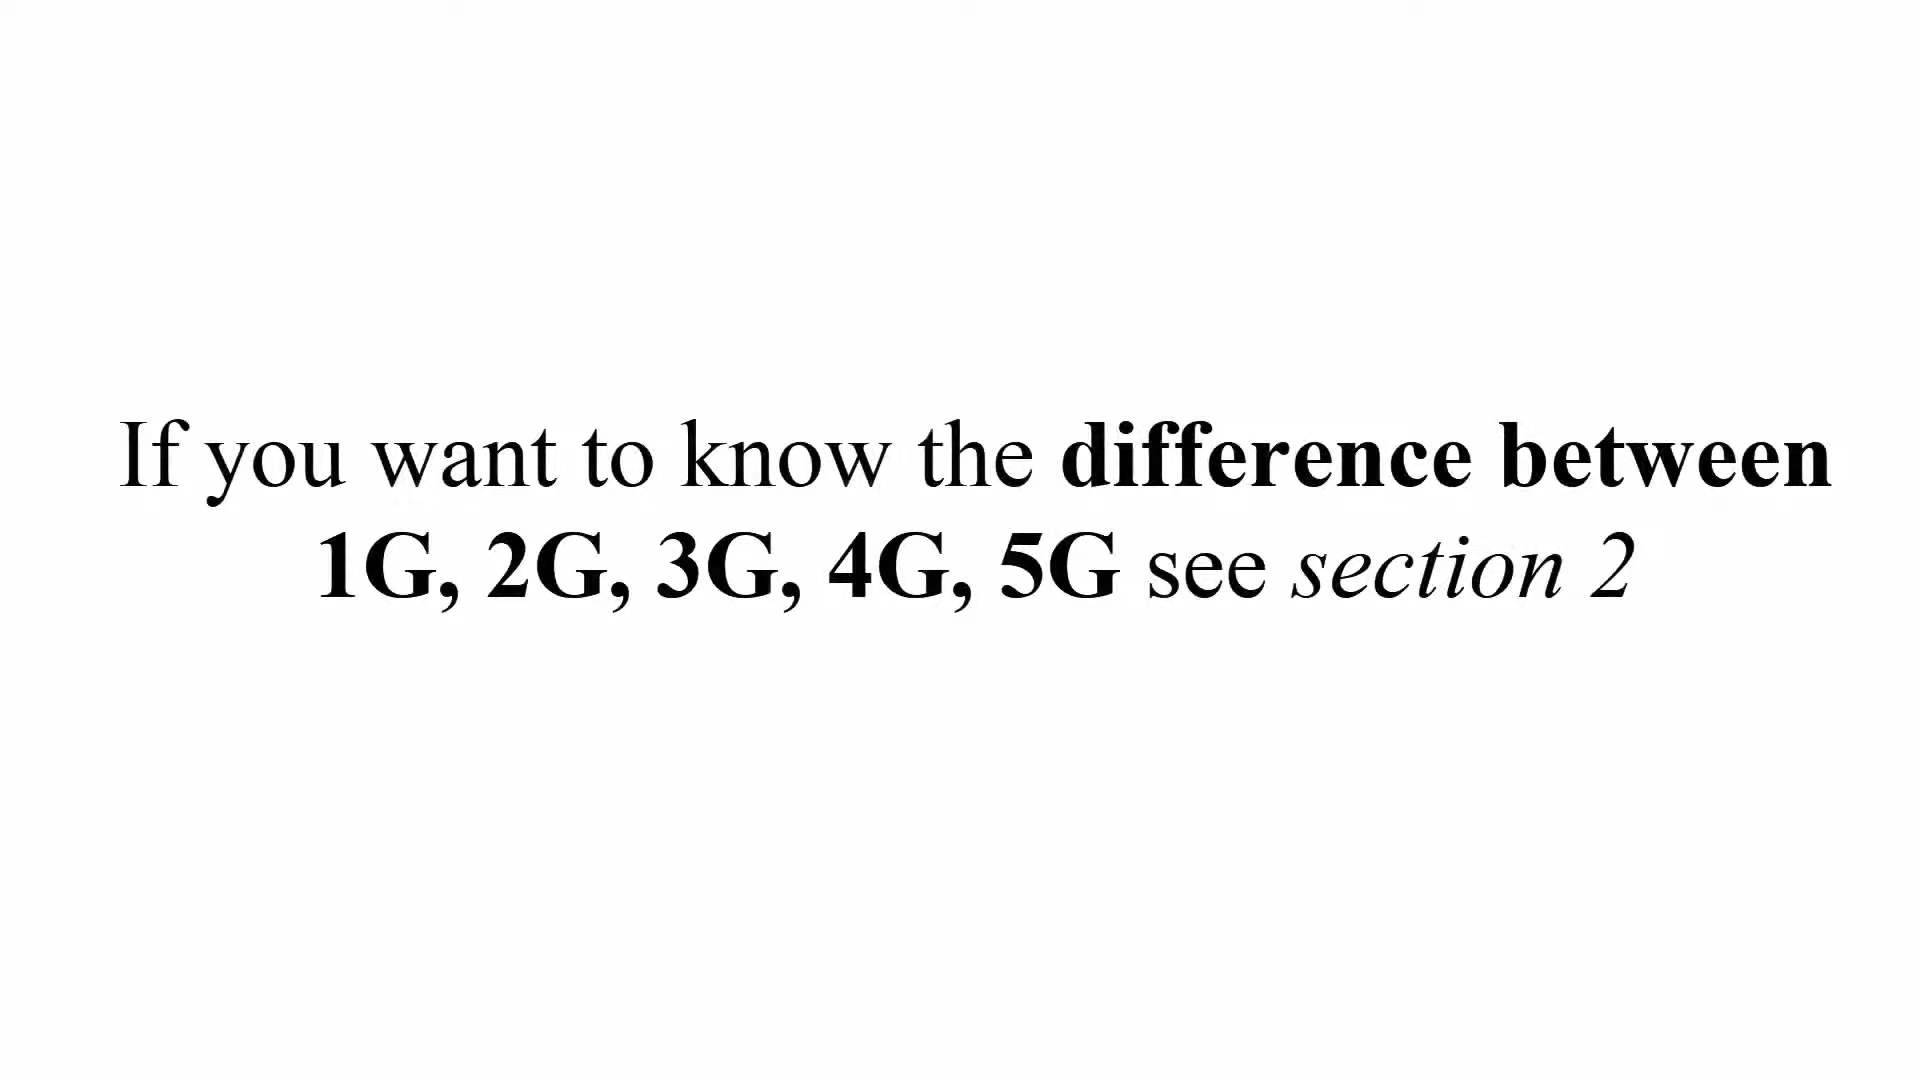 If you want to know the difference between
1G, 2G, 3G, 4G, 5G see section 2